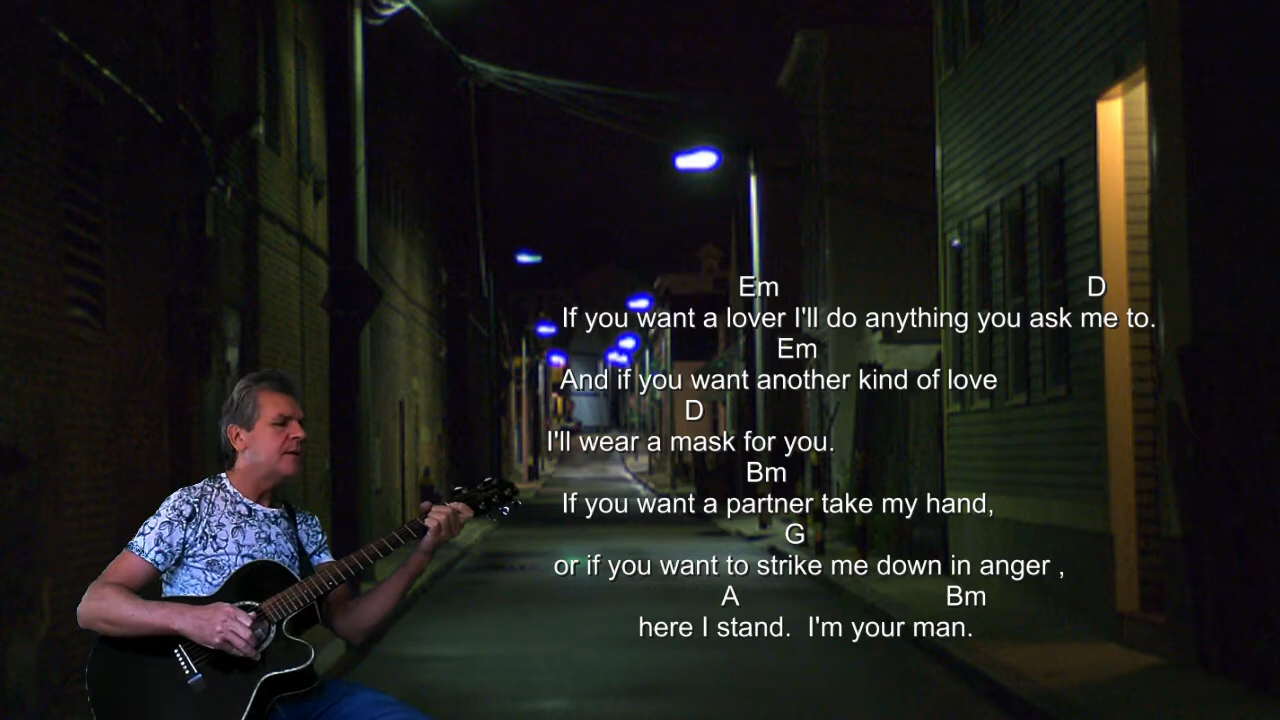 Em D
If you want a lover I'll do anything you ask me to.
Em
And if you want another kind of love
D
I'll wear a mask for you.
Bm
If you want a partner take my hand,
G
or if you want to strike me down in anger ,
A Bm
here I stand.  I'm your man.